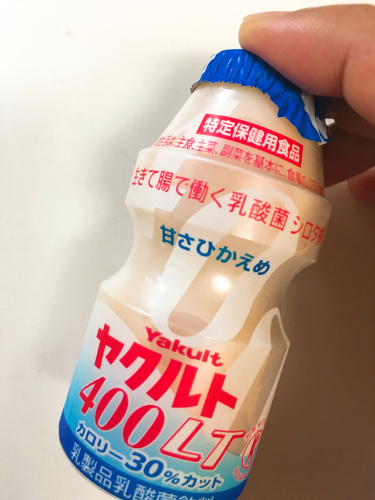 特定保健用食品
主食、主菜、副菜を基本に、食事の
生きて腸で働く乳酸菌 シロタ株
甘さひかえめ
Yakult
ヤクルト
400LT
カロリー30%カット
乳製品乳酸菌飲料